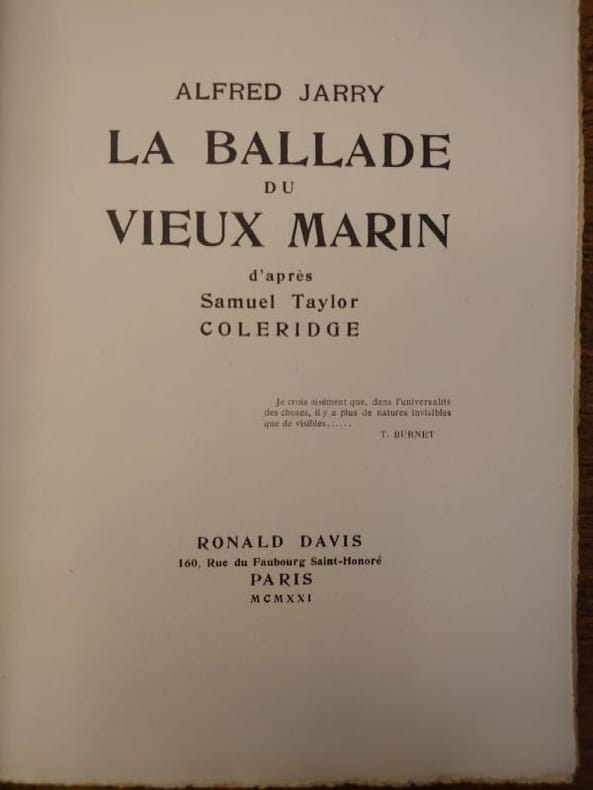 ALFRED JARRY
LA BALLADE
DU
VIEUX MARIN
d'après
Samuel Taylor
COLERIDGE
Je crois aisément que, dans l'universalité
des choses, il y a plus de natures invisibles
que de visibles......
T. BURNET
RONALD DAVIS
160, Rue du Faubourg Saint-Honoré
PARIS
MCMXXI